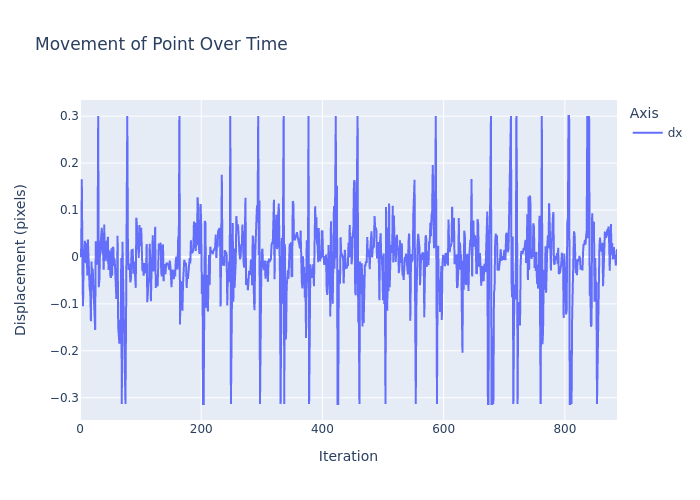 Movement of Point Over Time
Axis
dx
0.3
0.2
0.1
0
−0.1
−0.2
−0.3
Displacement (pixels)
0
200
400
600
800
Iteration